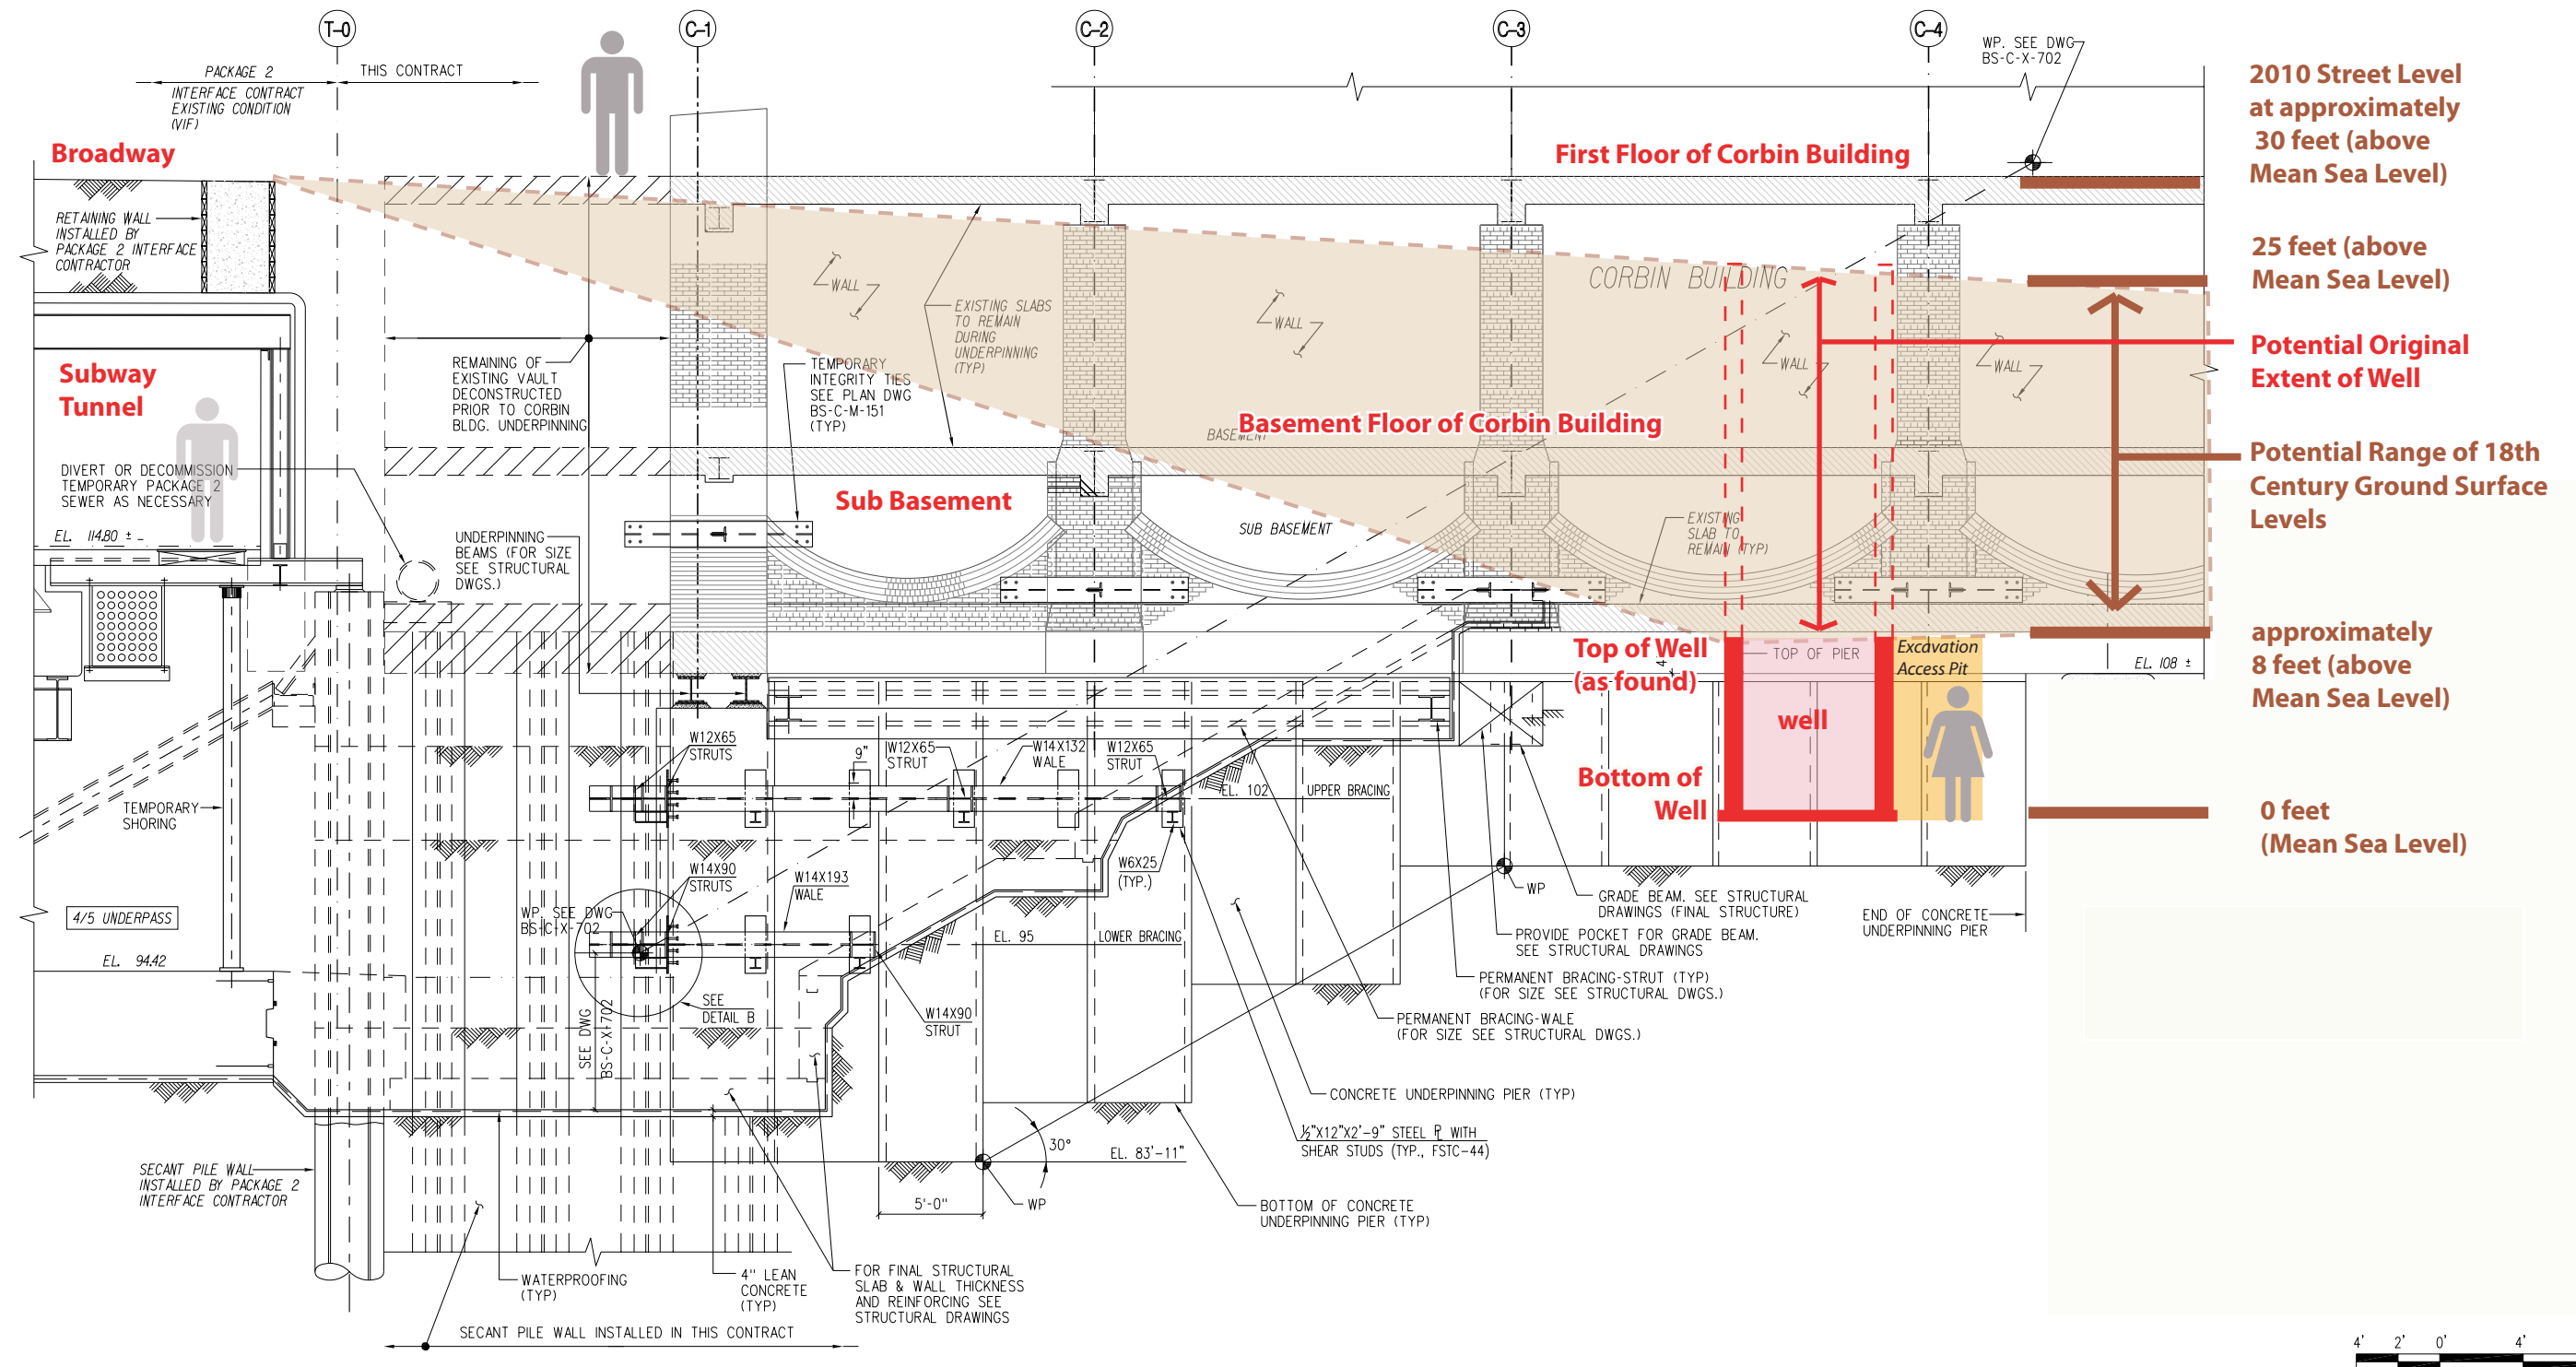 T-0
C-1
C-2
C-3
C-4
PACKAGE 2
THIS CONTRACT
INTERFACE CONTRACT
EXISTING CONDITION
(VIF)
WP. SEE DWG
BS-C-X-702
2010 Street Level
at approximately
30 feet (above
Mean Sea Level)
Broadway
First Floor of Corbin Building
RETAINING WALL
INSTALLED BY
PACKAGE 2 INTERFACE
CONTRACTOR
25 feet (above
Mean Sea Level)
CORBIN BUILDING
WALL
WALL
WALL
WALL
EXISTING SLABS
TO REMAIN
DURING
UNDERPINNING
(TYP)
Potential Original
Extent of Well
Subway
Tunnel
REMAINING OF
EXISTING VAULT
DECONSTRUCTED
PRIOR TO CORBIN
BLDG. UNDERPINNING
TEMPORARY
INTEGRITY TIES
SEE PLAN DWG
BS-C-M-151
(TYP)
Basement Floor of Corbin Building
BASEMENT
Potential Range of 18th
Century Ground Surface
Levels
DIVERT OR DECOMMISSION
TEMPORARY PACKAGE 2
SEWER AS NECESSARY
Sub Basement
SUB BASEMENT
EXISTING
SLAB TO
REMAIN (TYP)
EL. 114.80 ±
UNDERPINNING
BEAMS (FOR SIZE
SEE STRUCTURAL
DWGS.)
Top of Well
(as found)
TOP OF PIER
4
Excavation
Access Pit
EL. 108 ±
approximately
8 feet (above
Mean Sea Level)
well
W12X65
STRUTS
9"
W12X65
STRUT
W14X132
WALE
W12X65
STRUT
Bottom of
Well
EL. 102
UPPER BRACING
TEMPORARY
SHORING
0 feet
(Mean Sea Level)
W14X90
STRUTS
W14X193
WALE
W6X25
(TYP.)
WP
4/5 UNDERPASS
WP. SEE DWG
BS-C-X-702
GRADE BEAM. SEE STRUCTURAL
DRAWINGS (FINAL STRUCTURE)
END OF CONCRETE
UNDERPINNING PIER
EL. 95
LOWER BRACING
PROVIDE POCKET FOR GRADE BEAM.
SEE STRUCTURAL DRAWINGS
EL. 94.42
PERMANENT BRACING-STRUT (TYP)
(FOR SIZE SEE STRUCTURAL DWGS.)
SEE
DETAIL B
SEE DWG
BS-C-X-702
W14X90
STRUT
PERMANENT BRACING-WALE
(FOR SIZE SEE STRUCTURAL DWGS.)
CONCRETE UNDERPINNING PIER (TYP)
30°
EL. 83'-11"
½"X12"X2'-9" STEEL PL WITH
SHEAR STUDS (TYP., FSTC-44)
SECANT PILE WALL
INSTALLED BY PACKAGE 2
INTERFACE CONTRACTOR
5'-0"
WP
BOTTOM OF CONCRETE
UNDERPINNING PIER (TYP)
WATERPROOFING
(TYP)
4" LEAN
CONCRETE
(TYP)
FOR FINAL STRUCTURAL
SLAB & WALL THICKNESS
AND REINFORCING SEE
STRUCTURAL DRAWINGS
SECANT PILE WALL INSTALLED IN THIS CONTRACT
4' 2' 0' 4'